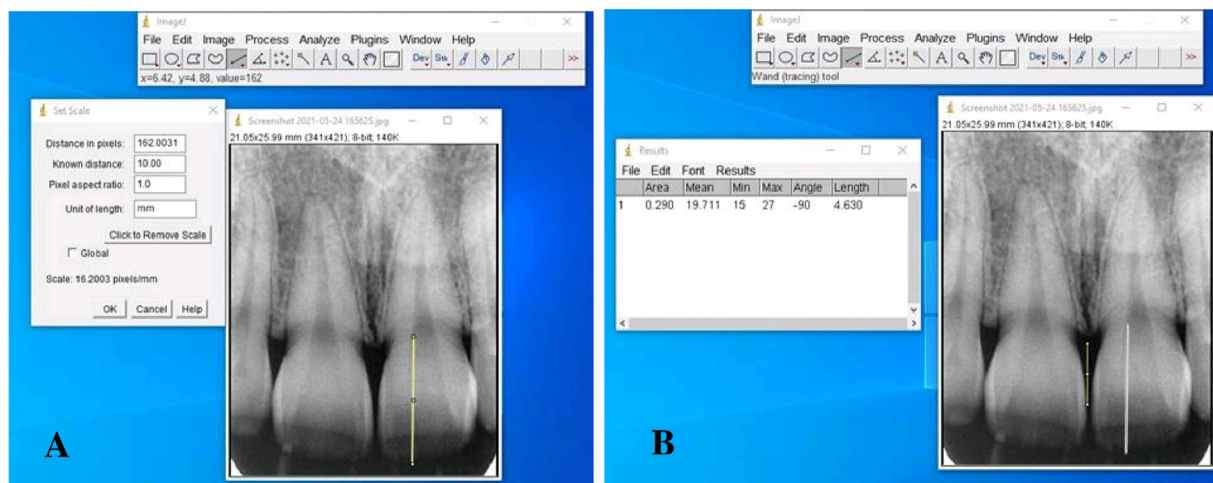 ImageJ
File Edit Image Process Analyze Plugins Window Help
A Dev Stk >>
x=6.42, y=4.88, value=162
Set Scale
Distance in pixels: 162.0031
Known distance: 10.00
Pixel aspect ratio: 1.0
Unit of length: mm
Click to Remove Scale
Global
Scale: 16.2003 pixels/mm
OK Cancel Help
Screenshot 2021-05-24 165625.jpg
21.05x25.99 mm (341x421); 8-bit; 140K
A
ImageJ
File Edit Image Process Analyze Plugins Window Help
A Dev Stk >>
Wand (tracing) tool
Screenshot 2021-05-24 165625.jpg
21.05x25.99 mm (341x421); 8-bit; 140K
Results
File Edit Font Results
Area Mean Min Max Angle Length
1 0.290 19.711 15 27 -90 4.630
B